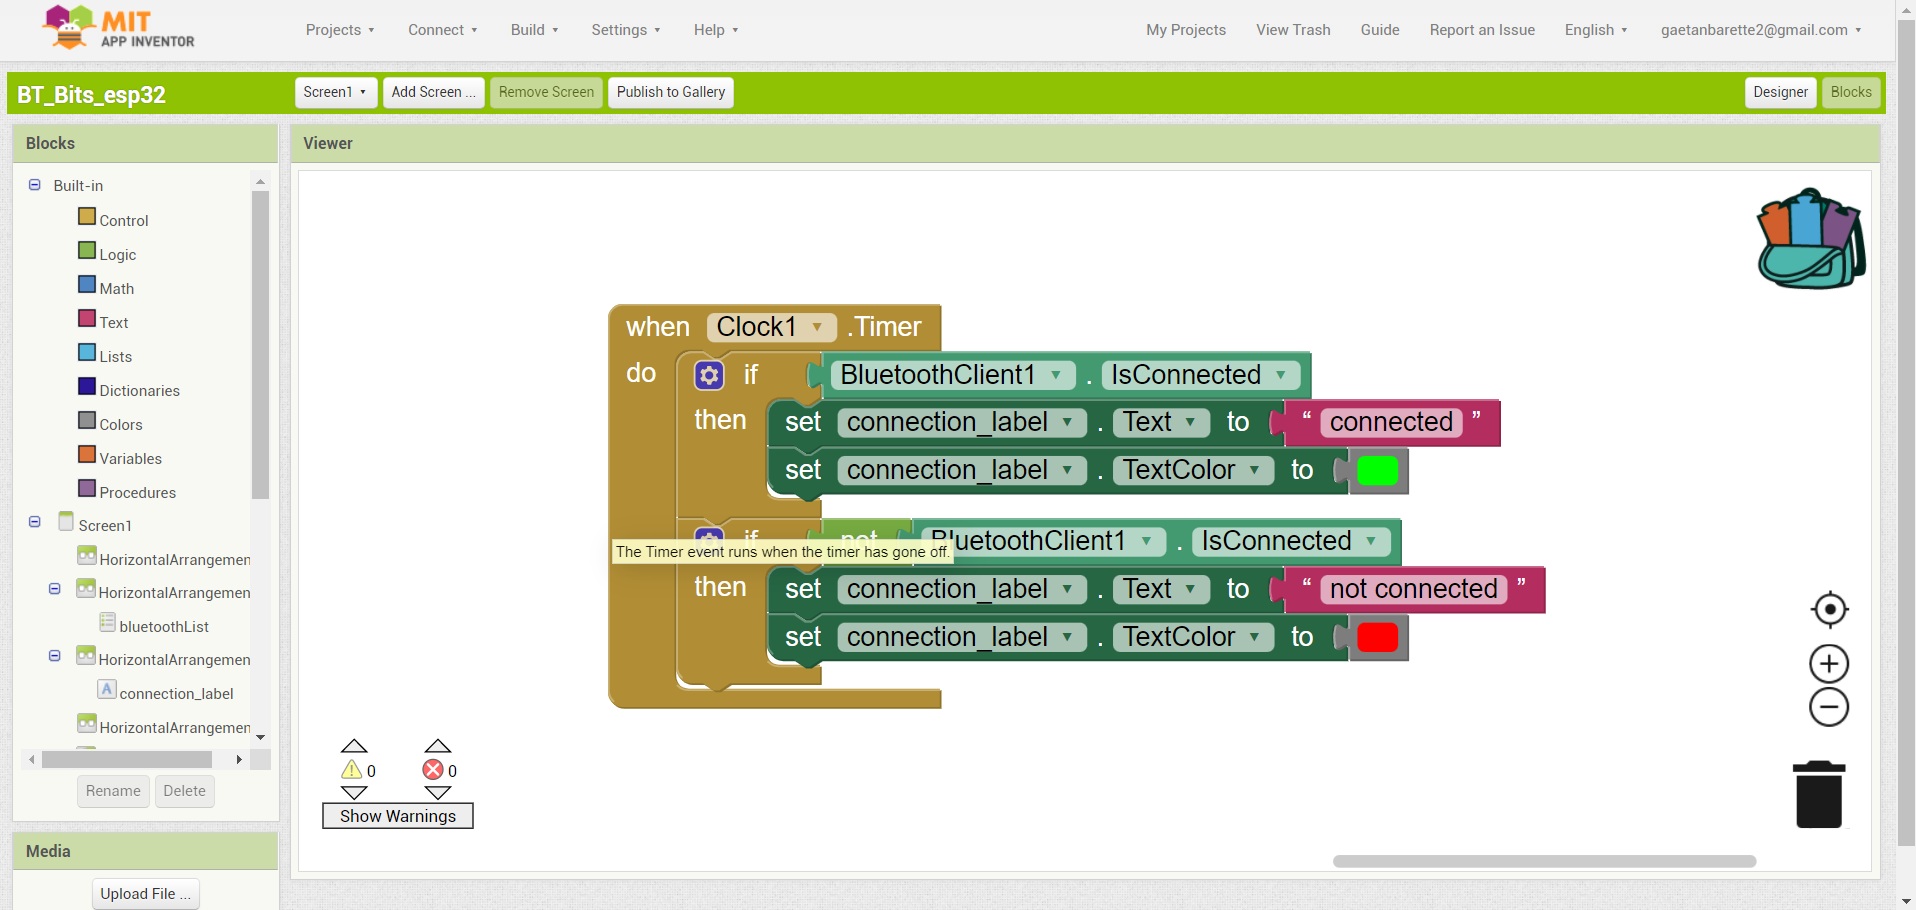 MIT
APP INVENTOR
Projects Connect Build Settings Help My Projects View Trash Guide Report an Issue English gaetanbarette2@gmail.com
BT_Bits_esp32 Screen1 Add Screen ... Remove Screen Publish to Gallery Designer Blocks
Blocks
Built-in
Control
Logic
Math
Text
Lists
Dictionaries
Colors
Variables
Procedures
Screen1
HorizontalArrangemen
HorizontalArrangemen
bluetoothList
HorizontalArrangemen
connection_label
HorizontalArrangemen
Rename Delete
Media
Upload File ...
Viewer
when Clock1 .Timer
do if BluetoothClient1 . IsConnected
then set connection_label . Text to “ connected ”
set connection_label . TextColor to
if not BluetoothClient1 . IsConnected
The Timer event runs when the timer has gone off.
then set connection_label . Text to “ not connected ”
set connection_label . TextColor to
0 0
Show Warnings